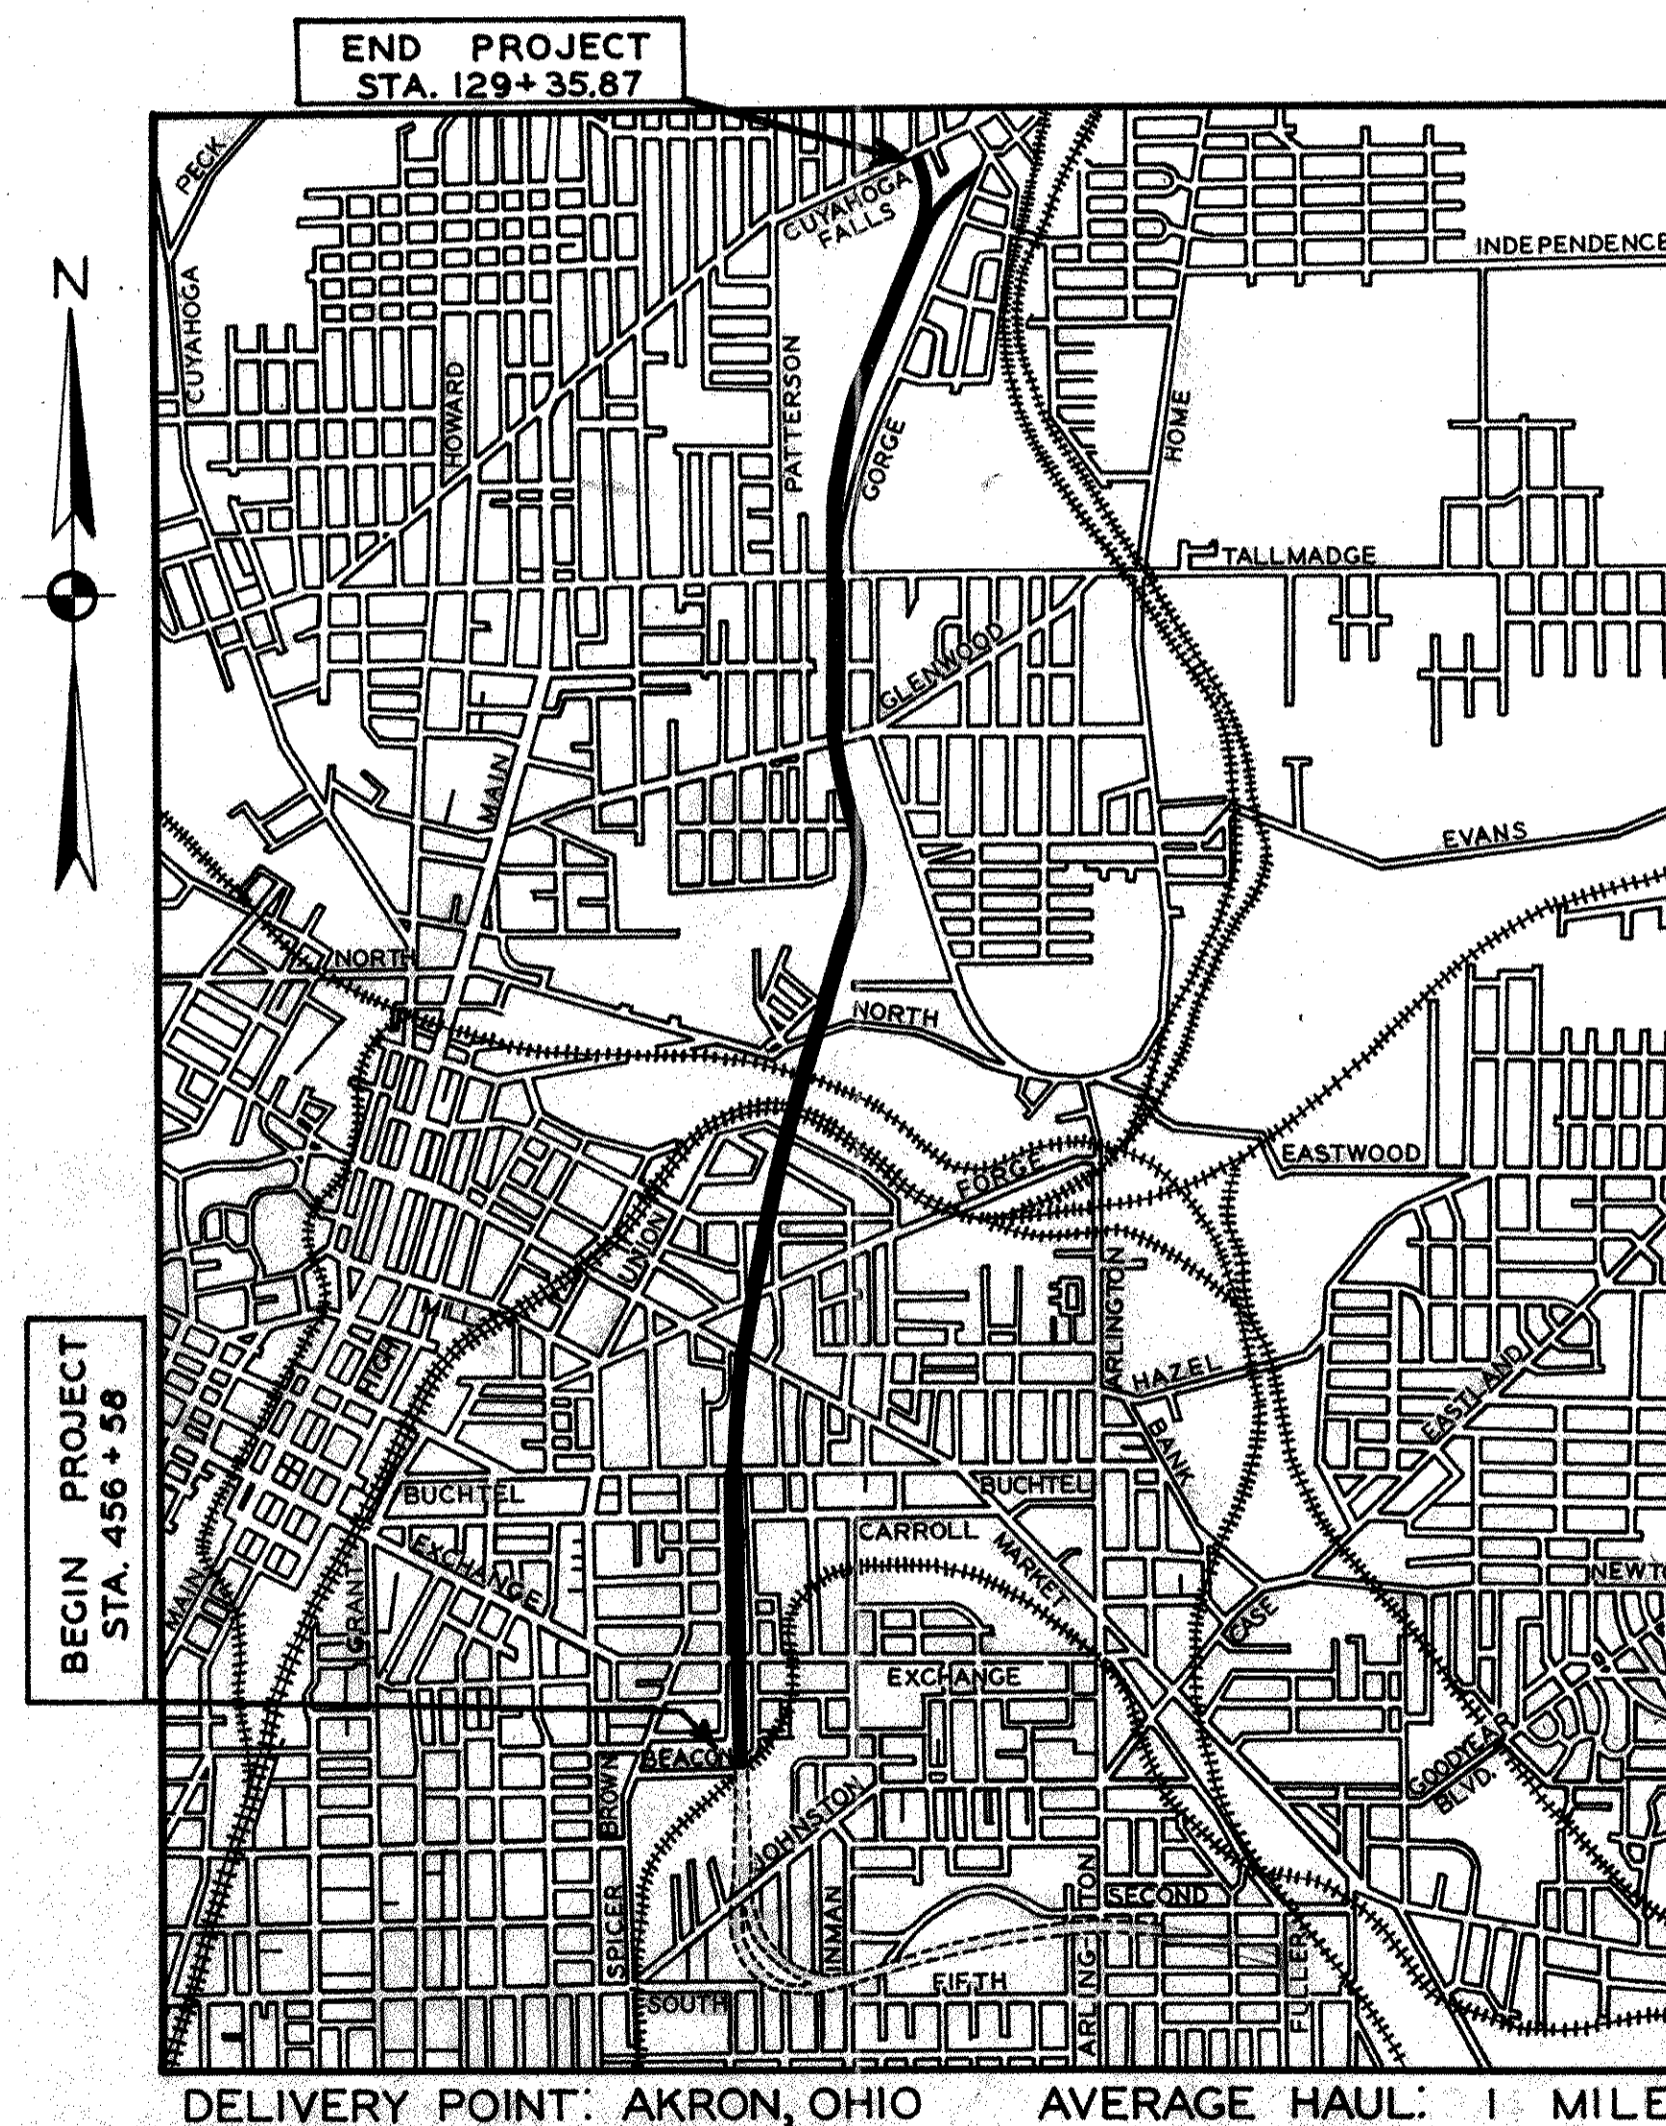 END PROJECT
STA. 129+35.87
PECK
CUYAHOGA
FALLS
INDEPENDENCE
N
CUYAHOGA
HOWARD
PATTERSON
GORGE
HOME
TALLMADGE
GLENWOOD
MAIN
EVANS
NORTH
NORTH
EASTWOOD
FORGE
UNION
ARLINGTON
MILL
HIGH
HAZEL
EASTLAND
BANK
BUCHTEL
BUCHTEL
CARROLL
MARKET
EXCHANGE
GRANT
MAIN
CASE
EXCHANGE
BEGIN PROJECT
STA. 456+58
BEACON
BROWN
JOHNSTON
GOODYEAR
BLVD.
SPICER
INMAN
ARLINGTON
SECOND
FULLER
FIFTH
SOUTH
DELIVERY POINT: AKRON, OHIO AVERAGE HAUL: 1 MILE